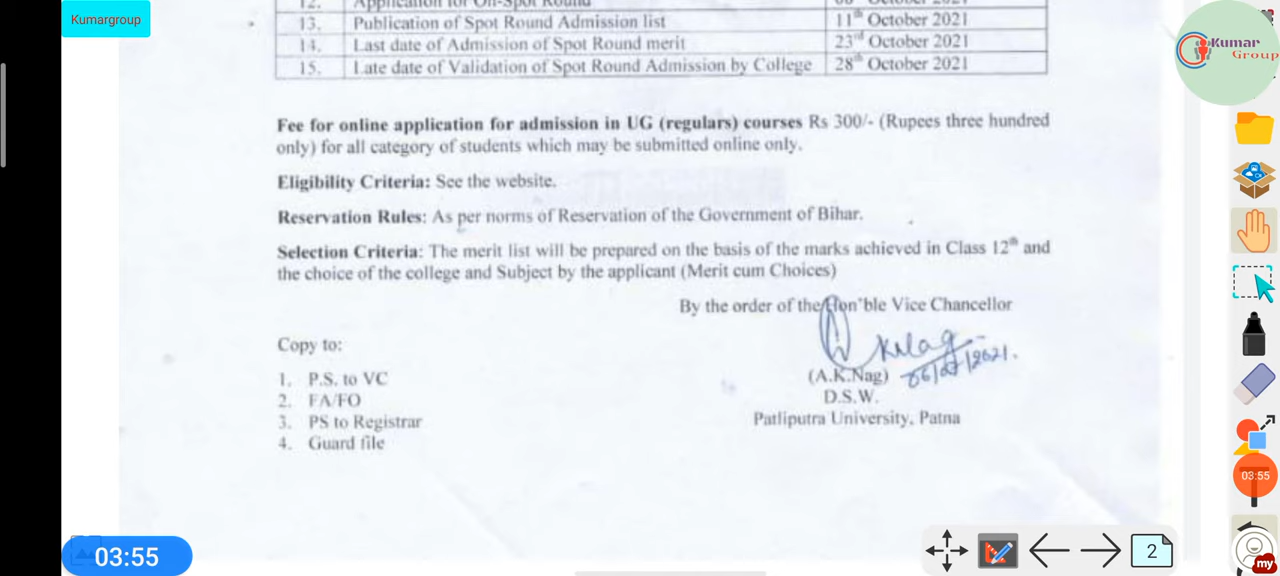 Kumargroup
Kumar
Group
12. Application for On-Spot Round
13. Publication of Spot Round Admission list 11th October 2021
14. Last date of Admission of Spot Round merit 23rd October 2021
15. Late date of Validation of Spot Round Admission by College 28th October 2021
Fee for online application for admission in UG (regulars) courses Rs 300/- (Rupees three hundred
only) for all category of students which may be submitted online only.
Eligibility Criteria: See the website.
Reservation Rules: As per norms of Reservation of the Government of Bihar.
Selection Criteria: The merit list will be prepared on the basis of the marks achieved in Class 12th and
the choice of the college and Subject by the applicant (Merit cum Choices)
By the order of the Hon'ble Vice Chancellor
Copy to:
(A.K.Nag)
1. P.S. to VC
D.S.W.
2. FA/FO
Patliputra University, Patna
3. PS to Registrar
4. Guard file
03:55
03:55
2
my